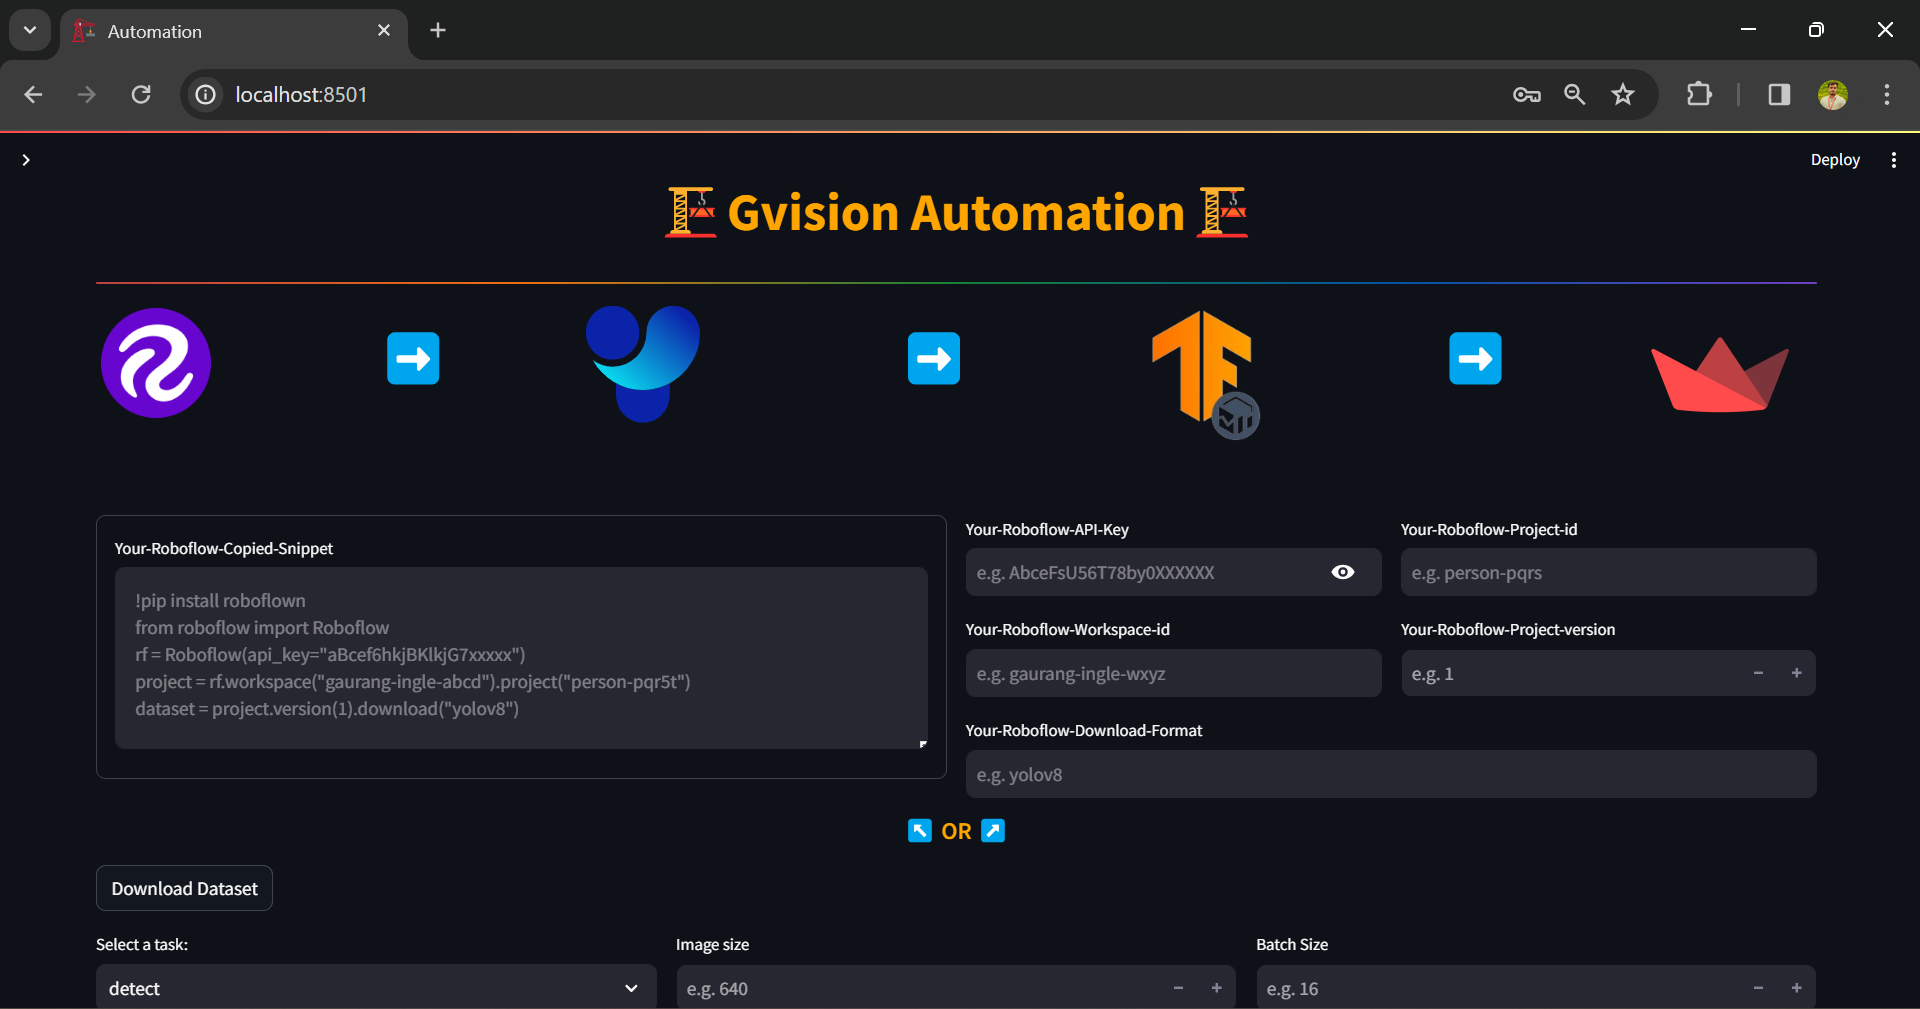 Automation
localhost:8501
Deploy
Gvision Automation
Your-Roboflow-Copied-Snippet
!pip install roboflown
from roboflow import Roboflow
rf = Roboflow(api_key="aBcef6hkjBKlkjG7xxxxx")
project = rf.workspace("gaurang-ingle-abcd").project("person-pqr5t")
dataset = project.version(1).download("yolov8")
Your-Roboflow-API-Key
Your-Roboflow-Project-id
e.g. AbceFsU56T78by0XXXXXX
e.g. person-pqrs
Your-Roboflow-Workspace-id
Your-Roboflow-Project-version
e.g. gaurang-ingle-wxyz
e.g. 1
Your-Roboflow-Download-Format
e.g. yolov8
OR
Download Dataset
Select a task:
Image size
Batch Size
detect
e.g. 640
e.g. 16